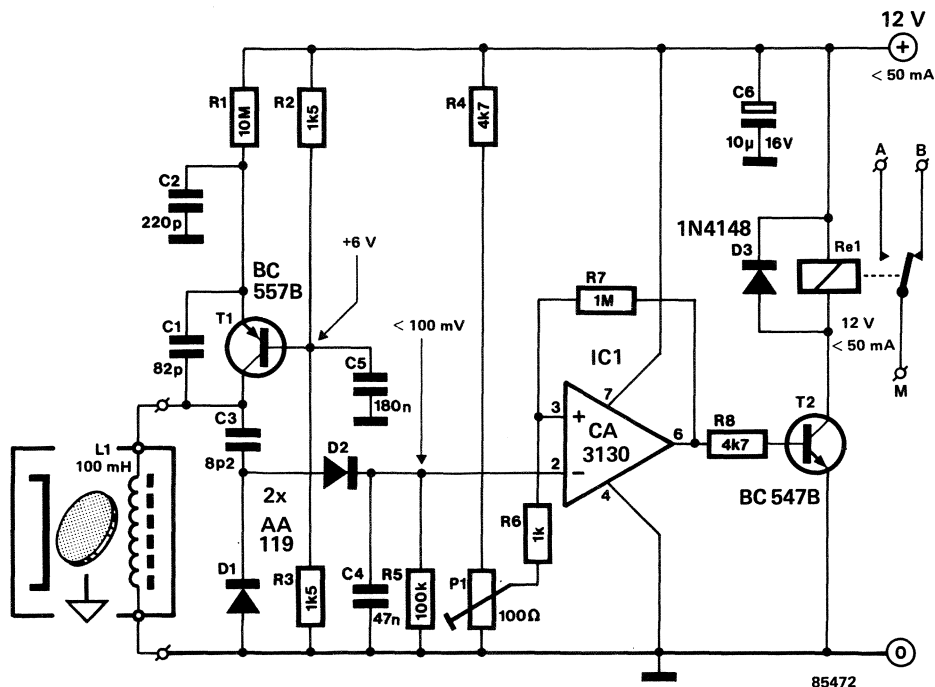 12 V
+
< 50 mA
R1
10M
R2
1k5
R4
4k7
C6
10µ 16V
A
B
C2
220p
+6 V
1N4148
D3
Re1
BC
557B
T1
R7
1M
C1
82p
< 100 mV
IC1
12 V
< 50 mA
M
C5
180n
7
T2
C3
8p2
3
+
CA
3130
6
R8
4k7
L1
100 mH
D2
2
−
4
BC 547B
2x
AA
119
R6
1k
D1
R3
1k5
C4
47n
R5
100k
P1
100Ω
0
85472